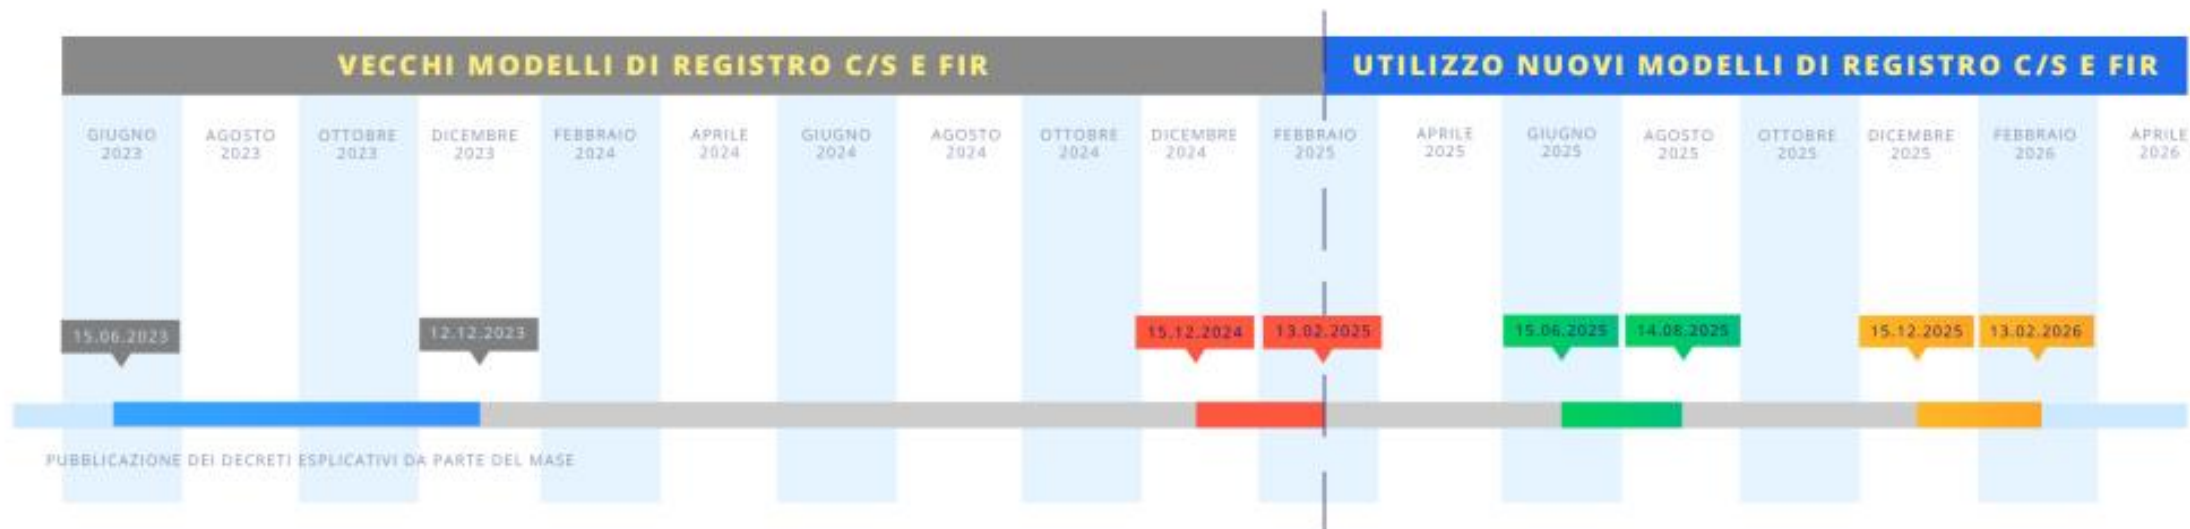 VECCHI MODELLI DI REGISTRO C/S E FIR
UTILIZZO NUOVI MODELLI DI REGISTRO C/S E FIR
GIUGNO
2023
AGOSTO
2023
OTTOBRE
2023
DICEMBRE
2023
FEBBRAIO
2024
APRILE
2024
GIUGNO
2024
AGOSTO
2024
OTTOBRE
2024
DICEMBRE
2024
FEBBRAIO
2025
APRILE
2025
GIUGNO
2025
AGOSTO
2025
OTTOBRE
2025
DICEMBRE
2025
FEBBRAIO
2026
APRILE
2026
15.06.2023
12.12.2023
15.12.2024
13.02.2025
15.06.2025
14.08.2025
15.12.2025
13.02.2026
PUBBLICAZIONE DEI DECRETI ESPLICATIVI DA PARTE DEL MASE